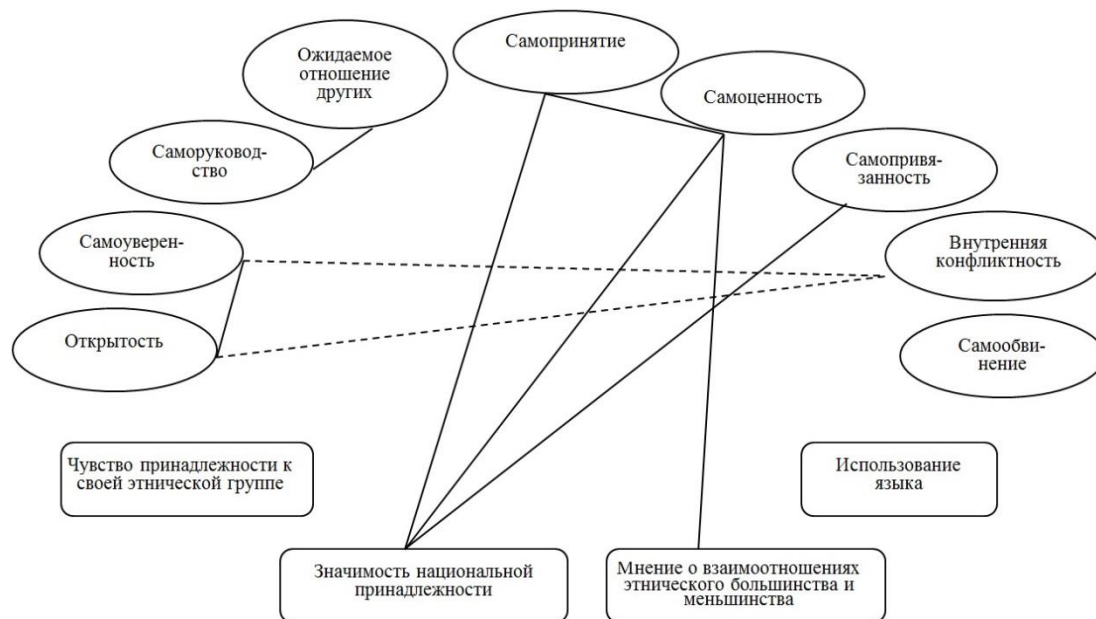 Самопринятие
Ожидаемое
отношение
других
Самоценность
Саморуковод-
ство
Самопривя-
занность
Самоуверен-
ность
Внутренняя
конфликтность
Открытость
Самообви-
нение
Чувство принадлежности к
своей этнической группе
Использование
языка
Значимость национальной
принадлежности
Мнение о взаимоотношениях
этнического большинства и
меньшинства